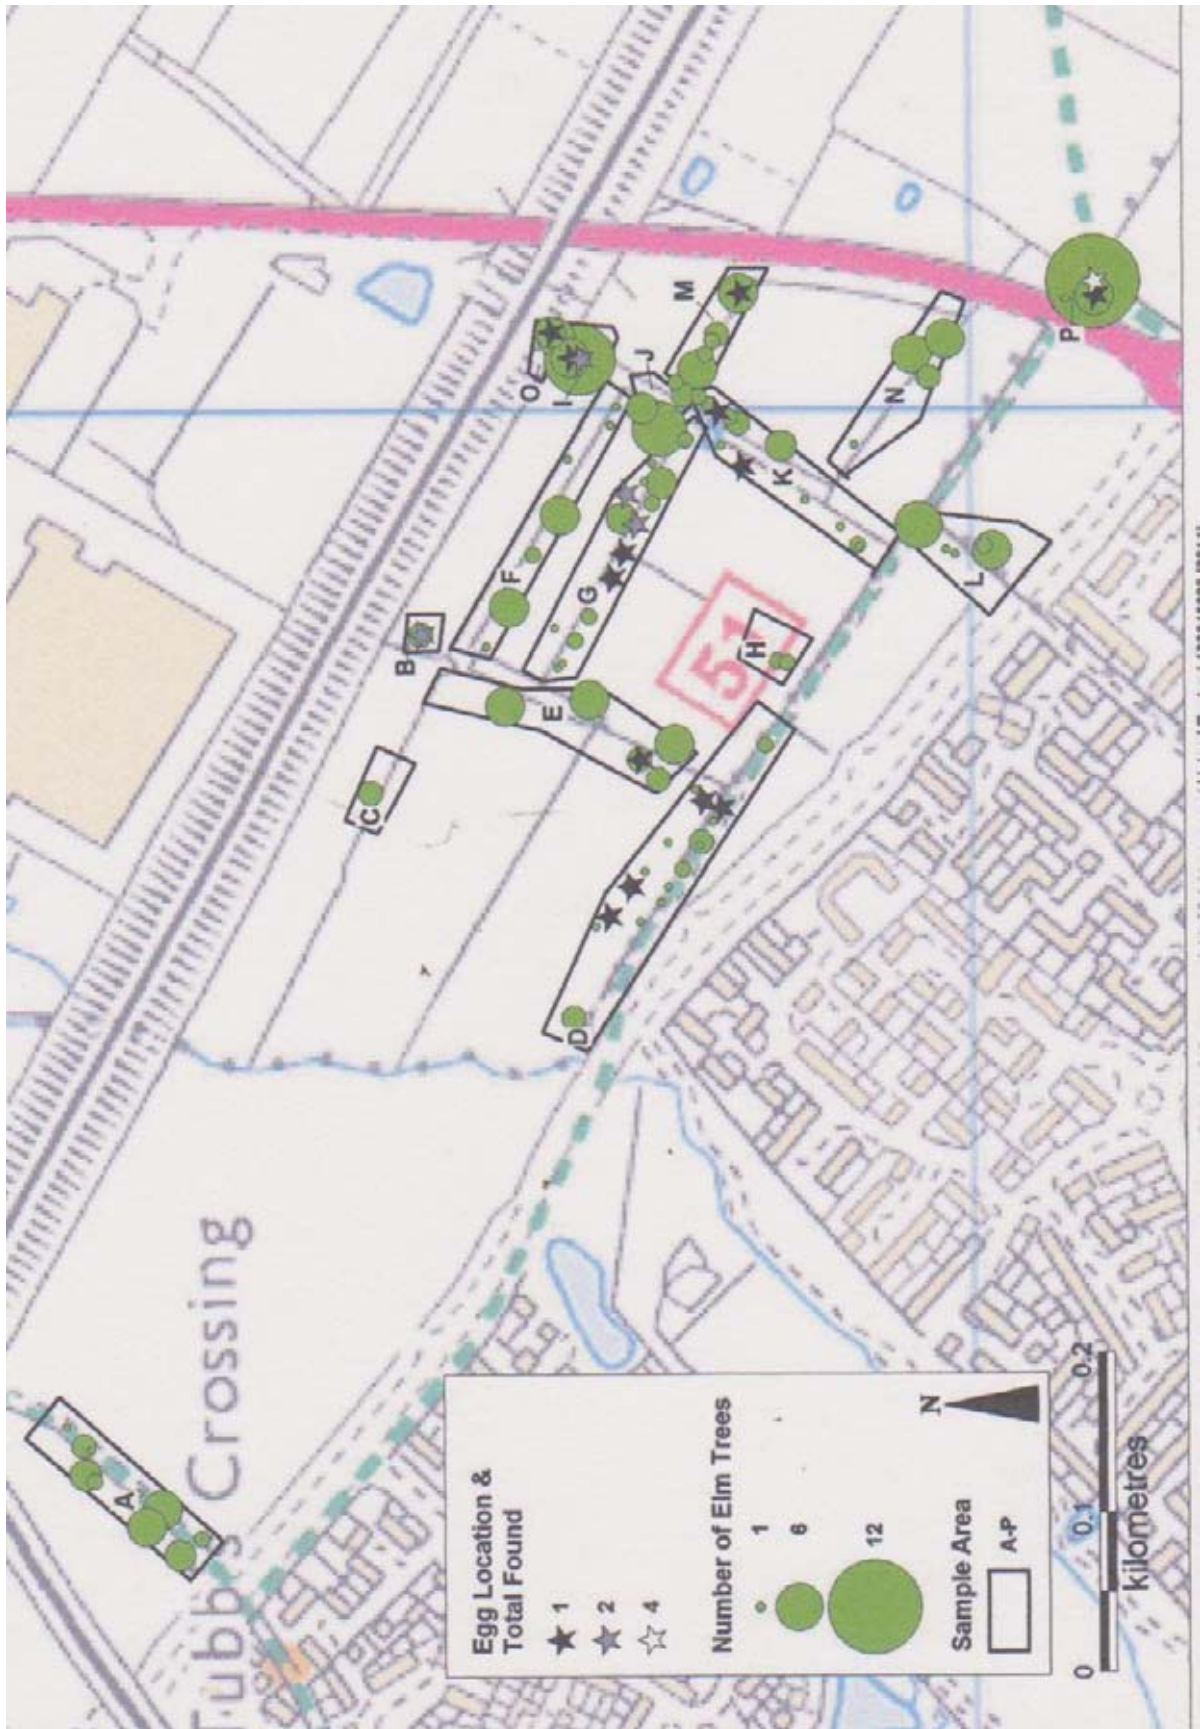 Tubbs Crossing
A
B
C
D
E
F
G
H
I
J
K
L
M
N
O
P
51
Egg Location &
Total Found
1
2
4
Number of Elm Trees
1
6
12
Sample Area
A-P
N
0
0.1
0.2
kilometres